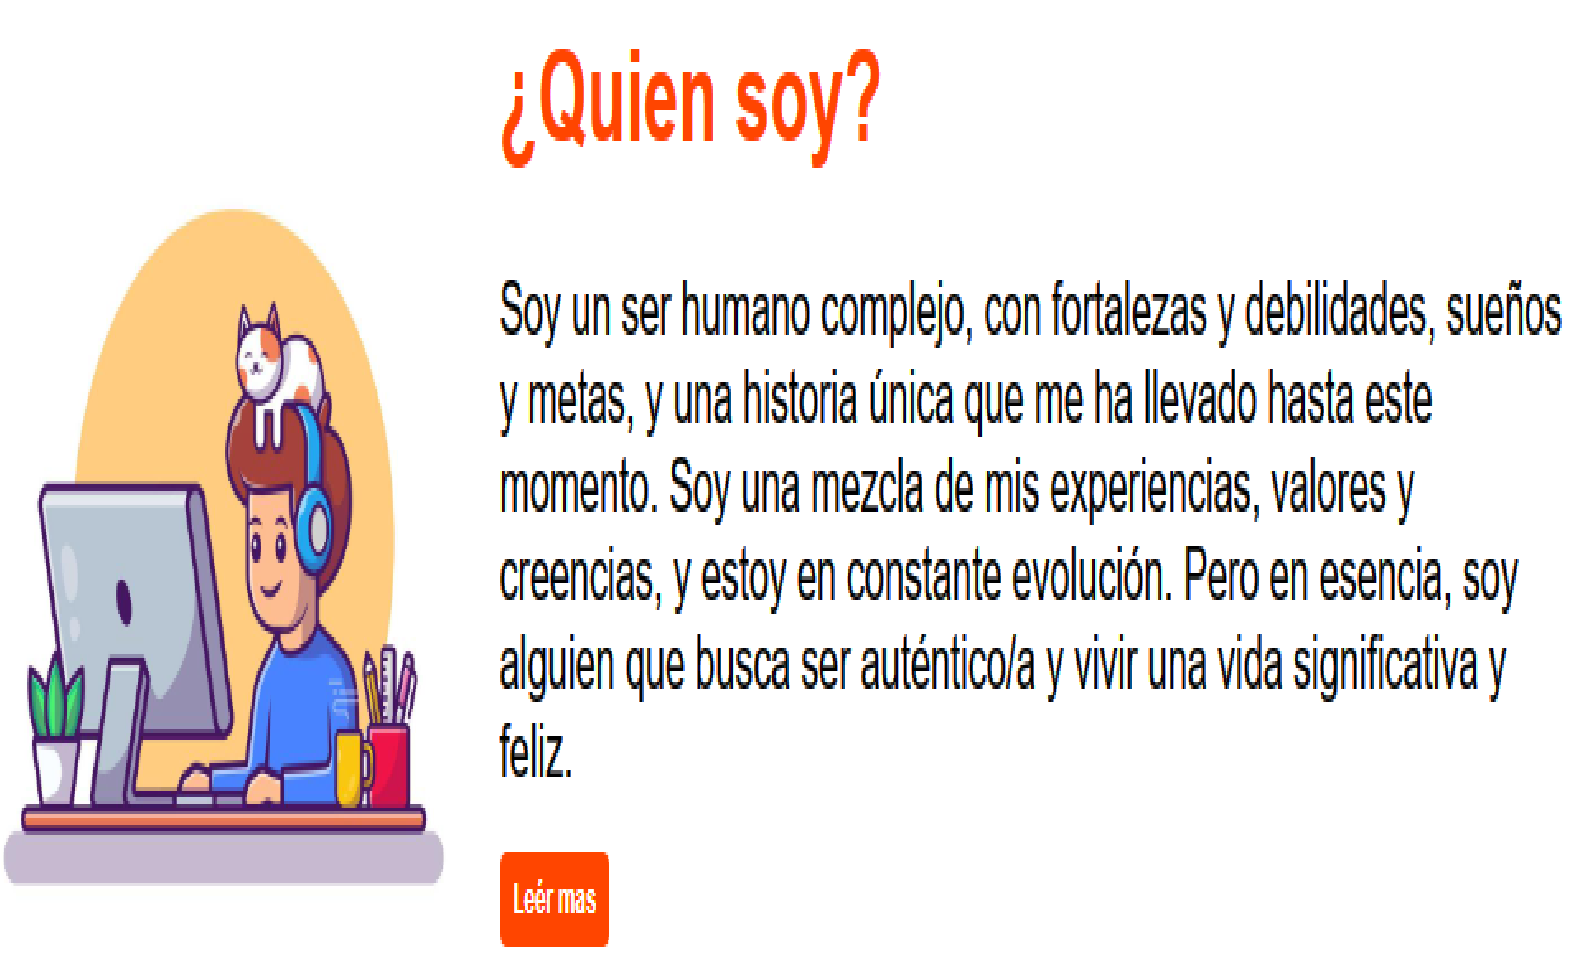 ¿Quien soy?
Soy un ser humano complejo, con fortalezas y debilidades, sueños
y metas, y una historia única que me ha llevado hasta este
momento. Soy una mezcla de mis experiencias, valores y
creencias, y estoy en constante evolución. Pero en esencia, soy
alguien que busca ser auténtico/a y vivir una vida significativa y
feliz.
Leér mas